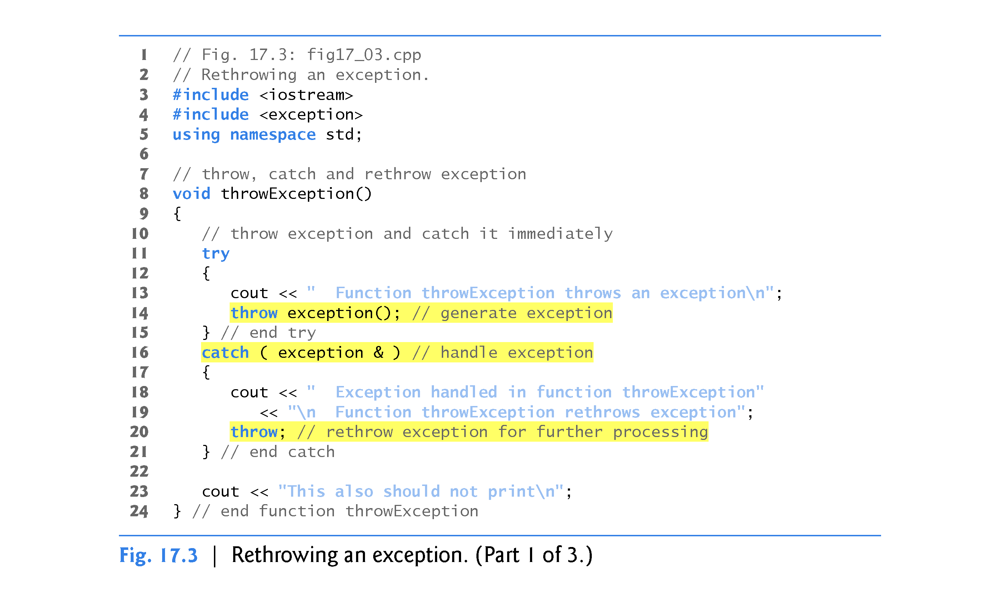 1 // Fig. 17.3: fig17_03.cpp
2 // Rethrowing an exception.
3 #include <iostream>
4 #include <exception>
5 using namespace std;
6
7 // throw, catch and rethrow exception
8 void throwException()
9 {
10    // throw exception and catch it immediately
11    try
12    {
13       cout << "  Function throwException throws an exception\n";
14       throw exception(); // generate exception
15    } // end try
16    catch ( exception & ) // handle exception
17    {
18       cout << "  Exception handled in function throwException"
19          << "\n  Function throwException rethrows exception";
20       throw; // rethrow exception for further processing
21    } // end catch
22
23    cout << "This also should not print\n";
24 } // end function throwException
Fig. 17.3 | Rethrowing an exception. (Part 1 of 3.)